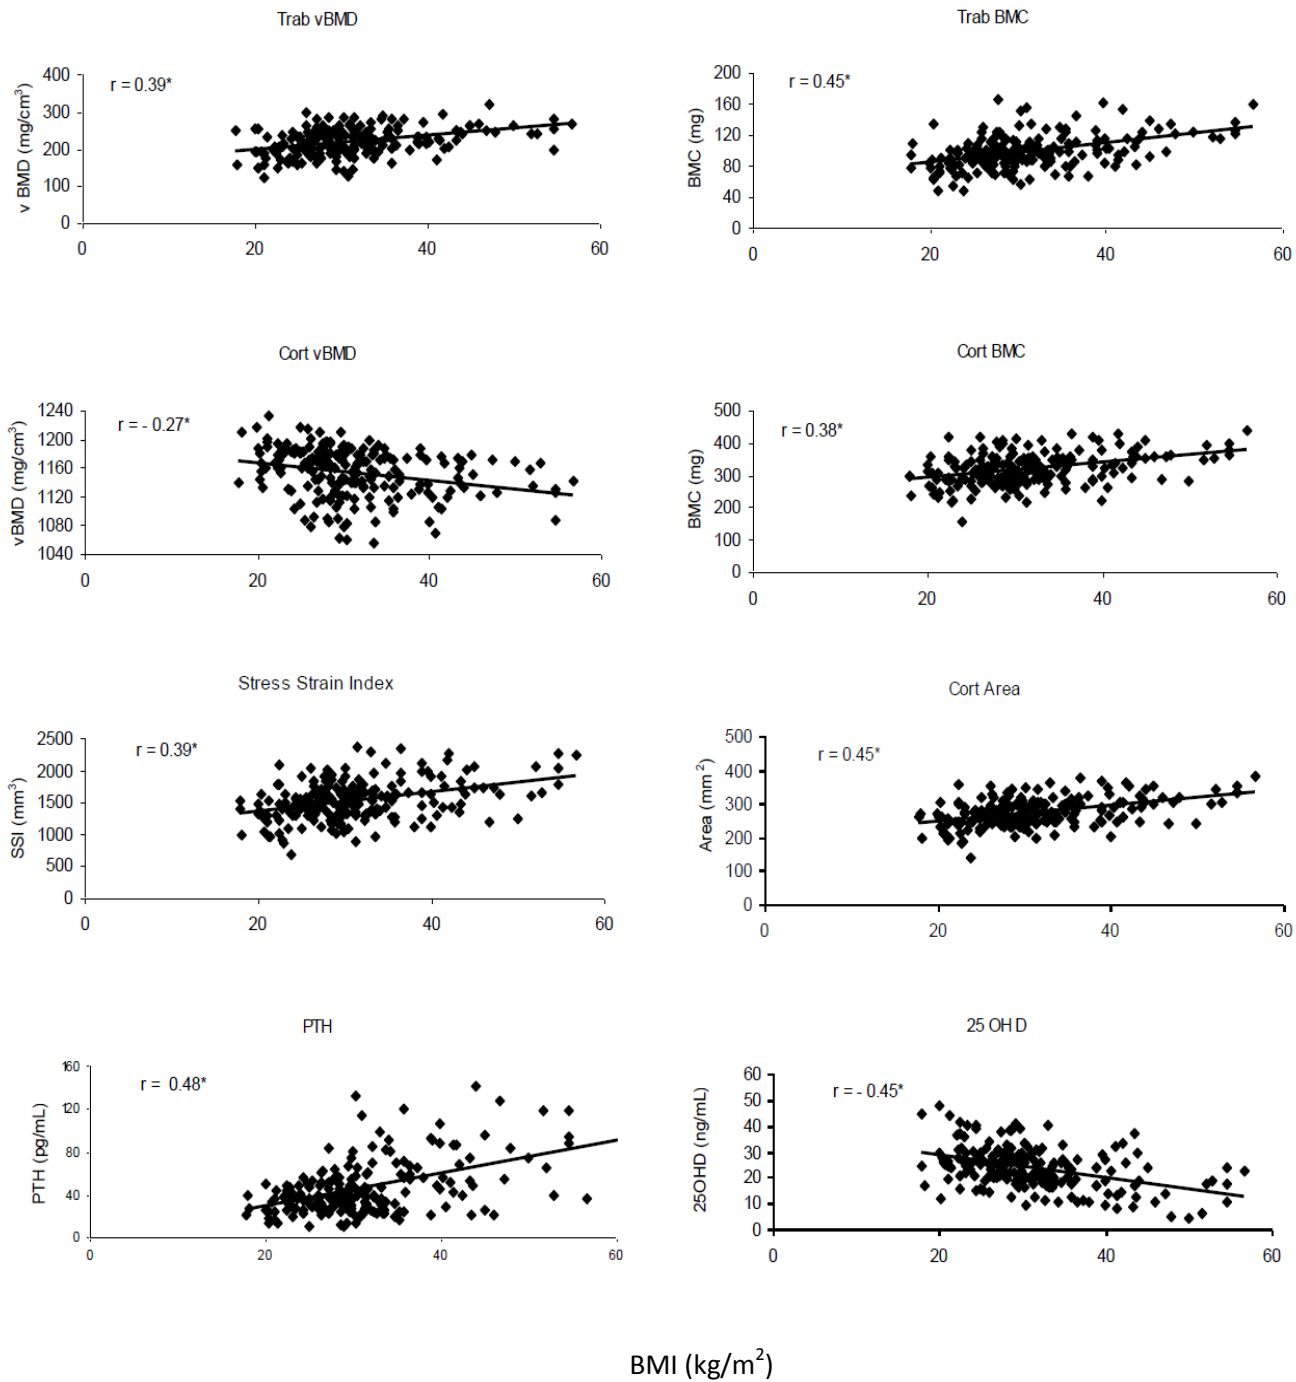 Trab vBMD
r = 0.39*
v BMD (mg/cm³)
400
300
200
100
0
0 20 40 60
Trab BMC
r = 0.45*
BMC (mg)
200
160
120
80
40
0
0 20 40 60
Cort vBMD
r = - 0.27*
vBMD (mg/cm³)
1240
1200
1160
1120
1080
1040
0 20 40 60
Cort BMC
r = 0.38*
BMC (mg)
500
400
300
200
100
0
0 20 40 60
Stress Strain Index
r = 0.39*
SSI (mm³)
2500
2000
1500
1000
500
0
0 20 40 60
Cort Area
r = 0.45*
Area (mm²)
500
400
300
200
100
0
0 20 40 60
PTH
r = 0.48*
PTH (pg/mL)
160
120
80
40
0
0 20 40 60
25 OH D
r = - 0.45*
25OHD (ng/mL)
60
50
40
30
20
10
0
0 20 40 60
BMI (kg/m²)